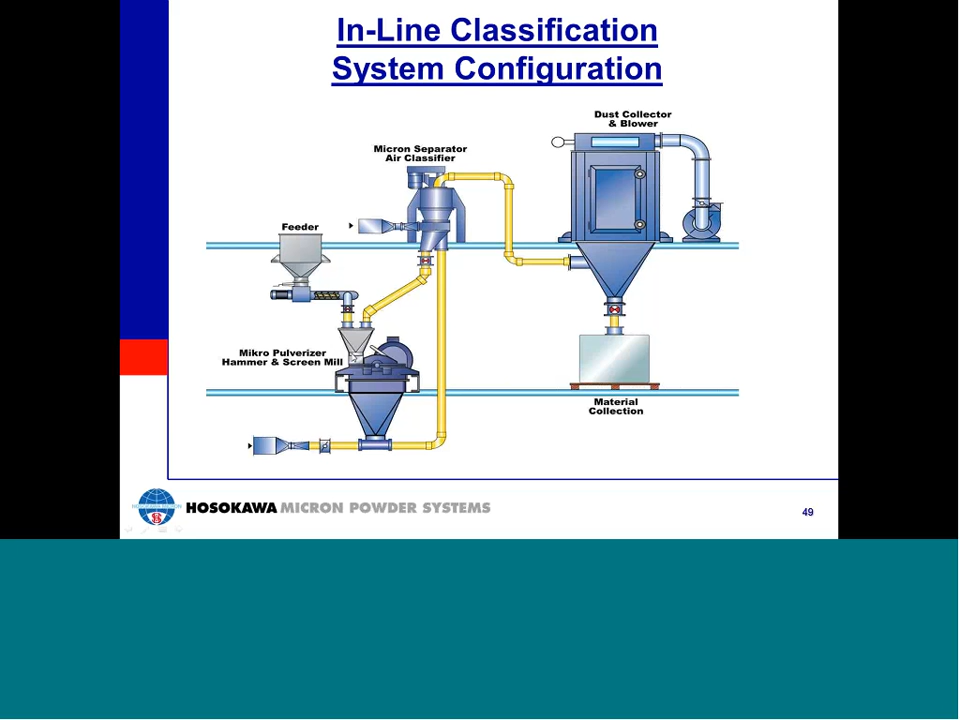 In-Line Classification
System Configuration
Dust Collector
& Blower
Micron Separator
Air Classifier
Feeder
Mikro Pulverizer
Hammer & Screen Mill
Material
Collection
HOSOKAWA MICRON POWDER SYSTEMS
49